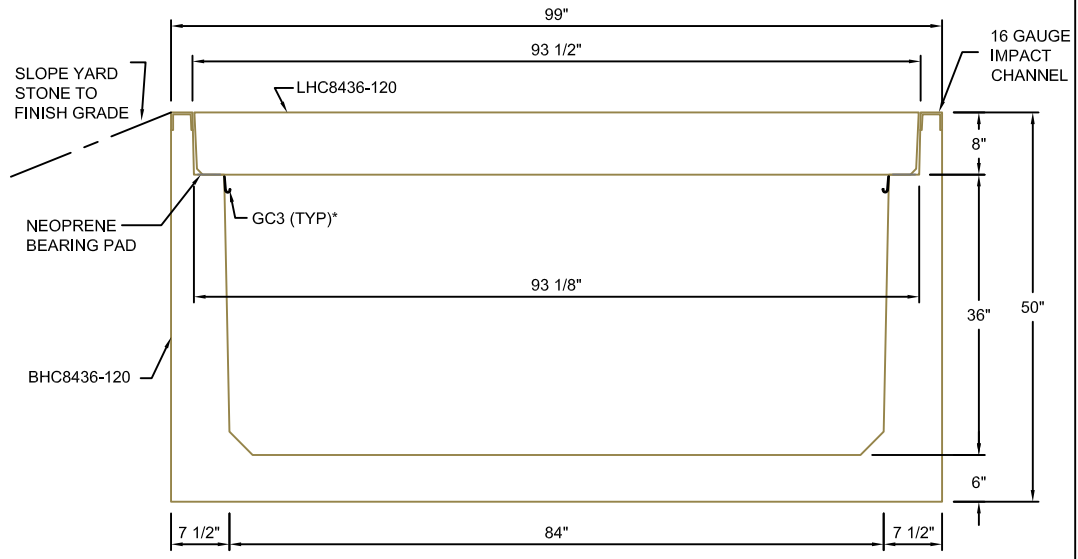 99"
93 1/2"
16 GAUGE
IMPACT
CHANNEL
SLOPE YARD
STONE TO
FINISH GRADE
LHC8436-120
8"
NEOPRENE
BEARING PAD
GC3 (TYP)*
93 1/8"
36"
50"
BHC8436-120
6"
7 1/2"
84"
7 1/2"